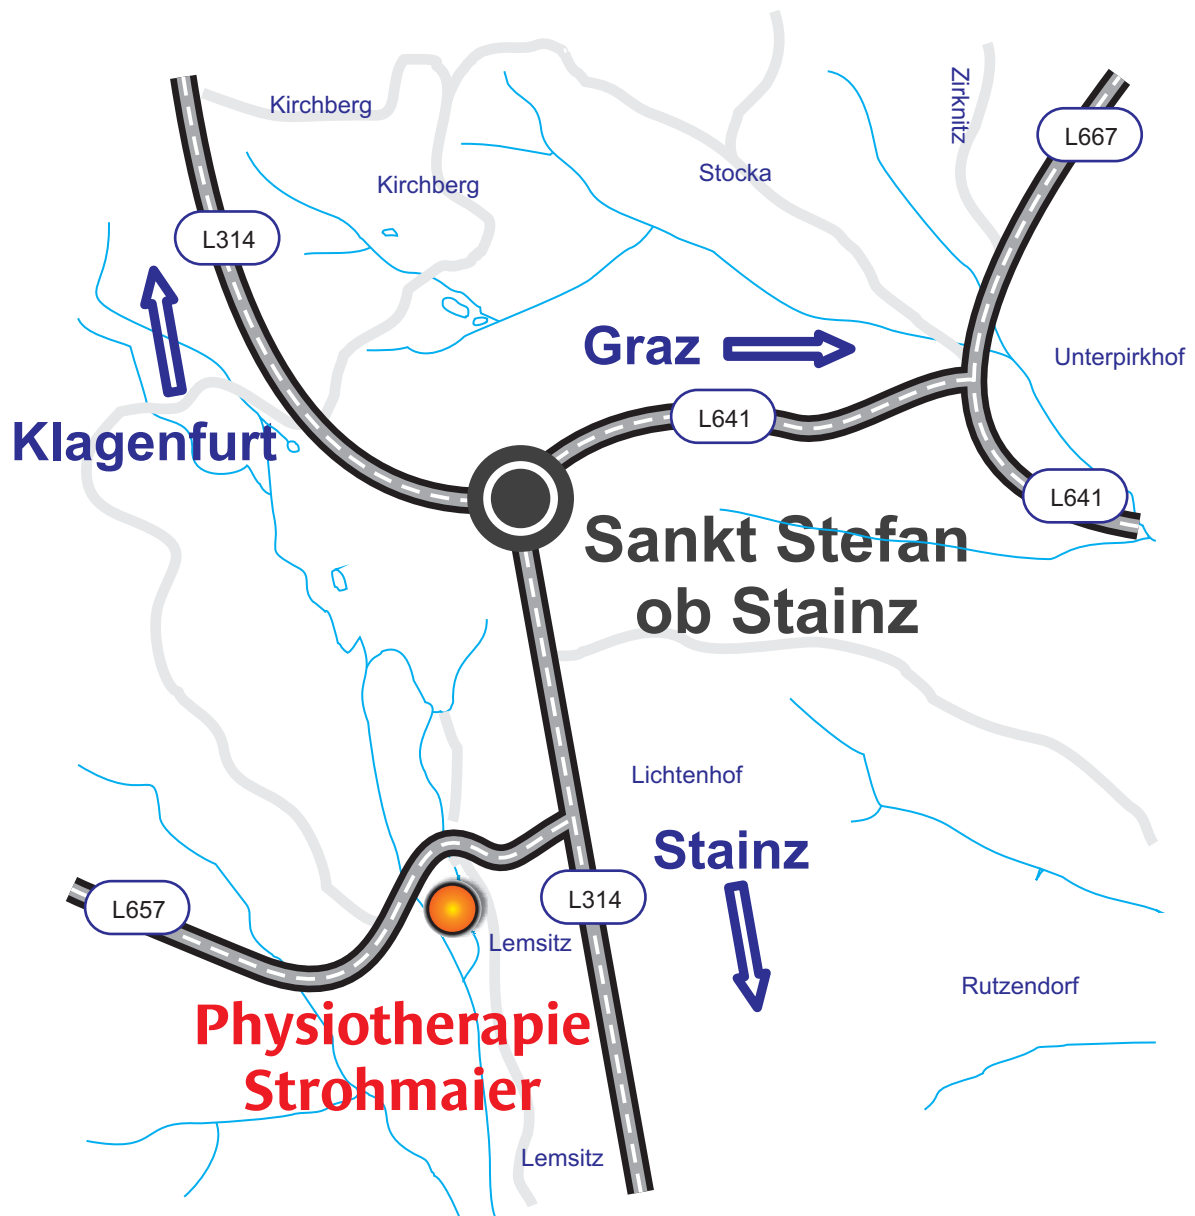 Kirchberg
Zirknitz
L667
Stocka
Kirchberg
L314
Graz
Unterpirkhof
L641
Klagenfurt
L641
Sankt Stefan
ob Stainz
Lichtenhof
Stainz
L314
L657
Lemsitz
Rutzendorf
Physiotherapie
Strohmaier
Lemsitz